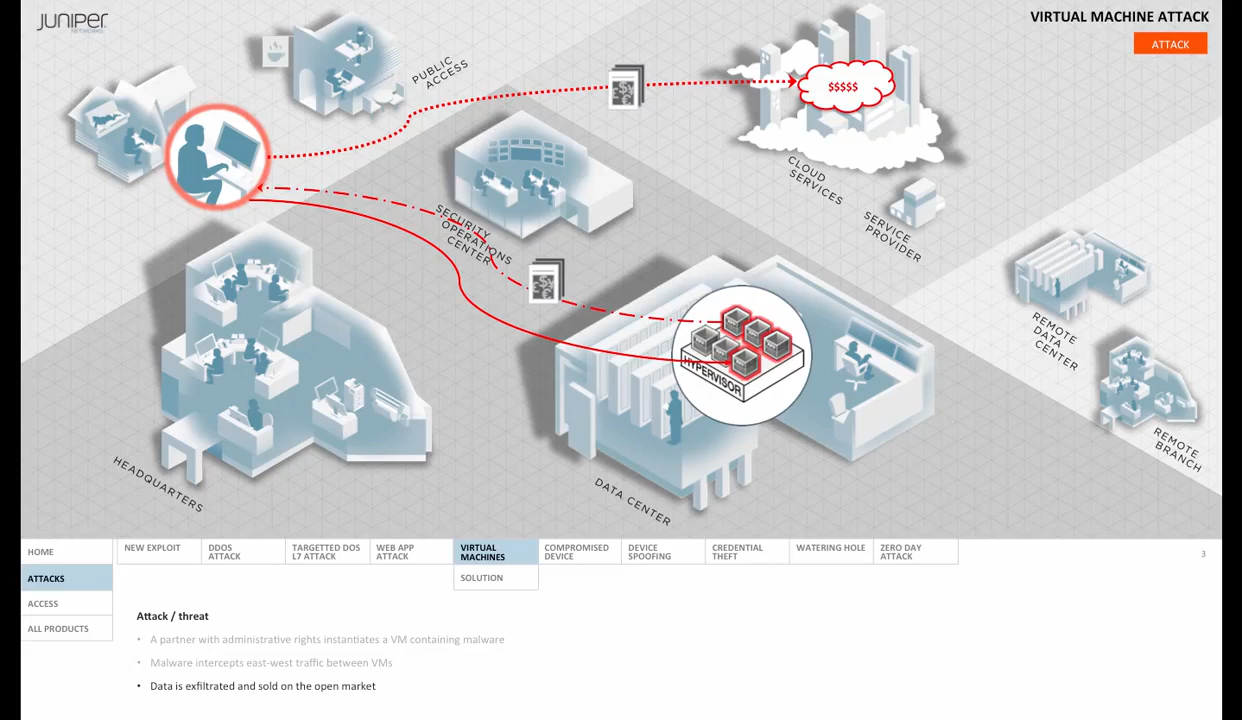 JUNIPER
NETWORKS
VIRTUAL MACHINE ATTACK
ATTACK
PUBLIC
ACCESS
$$$$$
CLOUD
SERVICES
SERVICE
PROVIDER
SECURITY
OPERATIONS
CENTER
HYPERVISOR
REMOTE
DATA
CENTER
REMOTE
BRANCH
HEADQUARTERS
DATA CENTER
HOME
NEW EXPLOIT
DDOS
ATTACK
TARGETTED DOS
L7 ATTACK
WEB APP
ATTACK
VIRTUAL
MACHINES
COMPROMISED
DEVICE
DEVICE
SPOOFING
CREDENTIAL
THEFT
WATERING HOLE
ZERO DAY
ATTACK
3
ATTACKS
SOLUTION
ACCESS
ALL PRODUCTS
Attack / threat
• A partner with administrative rights instantiates a VM containing malware
• Malware intercepts east-west traffic between VMs
• Data is exfiltrated and sold on the open market